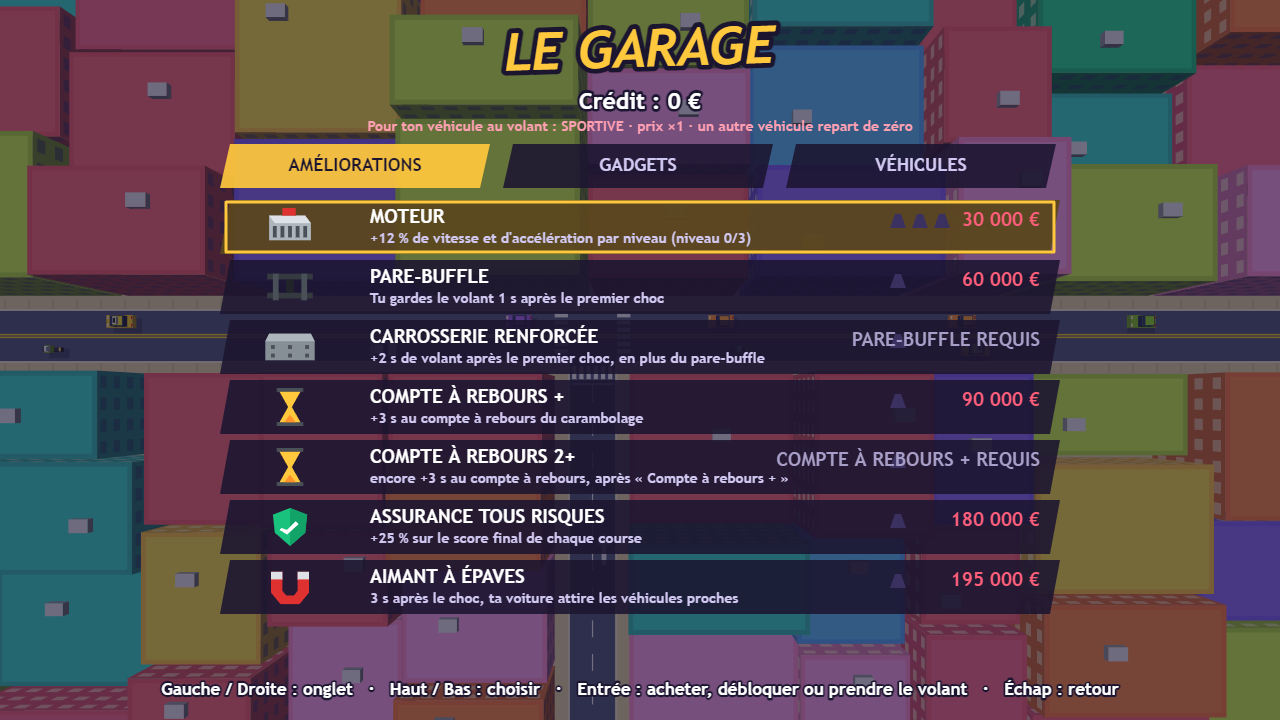 LE GARAGE
Crédit : 0 €
Pour ton véhicule au volant : SPORTIVE · prix ×1 · un autre véhicule repart de zéro
AMÉLIORATIONS GADGETS VÉHICULES
MOTEUR 30 000 €
+12 % de vitesse et d'accélération par niveau (niveau 0/3)
PARE-BUFFLE 60 000 €
Tu gardes le volant 1 s après le premier choc
CARROSSERIE RENFORCÉE PARE-BUFFLE REQUIS
+2 s de volant après le premier choc, en plus du pare-buffle
COMPTE À REBOURS + 90 000 €
+3 s au compte à rebours du carambolage
COMPTE À REBOURS 2+ COMPTE À REBOURS + REQUIS
encore +3 s au compte à rebours, après « Compte à rebours + »
ASSURANCE TOUS RISQUES 180 000 €
+25 % sur le score final de chaque course
AIMANT À ÉPAVES 195 000 €
3 s après le choc, ta voiture attire les véhicules proches
Gauche / Droite : onglet · Haut / Bas : choisir · Entrée : acheter, débloquer ou prendre le volant · Échap : retour